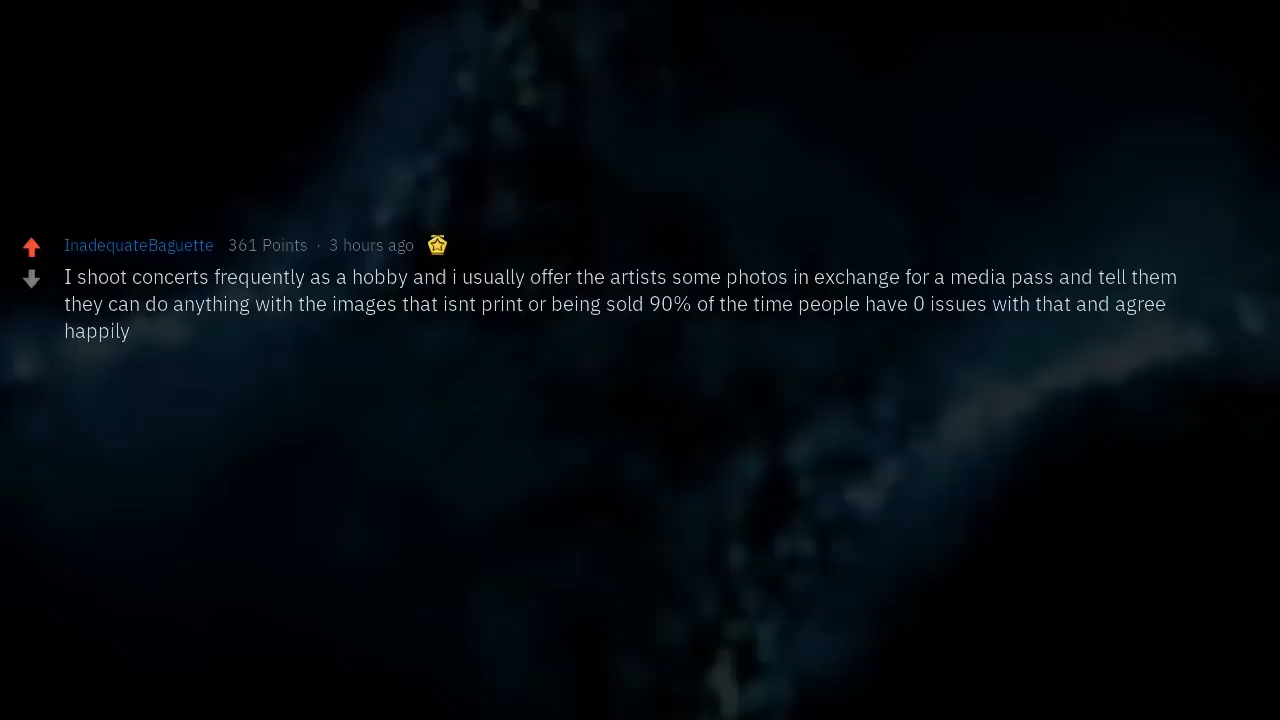 InadequateBaguette 361 Points · 3 hours ago
I shoot concerts frequently as a hobby and i usually offer the artists some photos in exchange for a media pass and tell them
they can do anything with the images that isnt print or being sold 90% of the time people have 0 issues with that and agree
happily